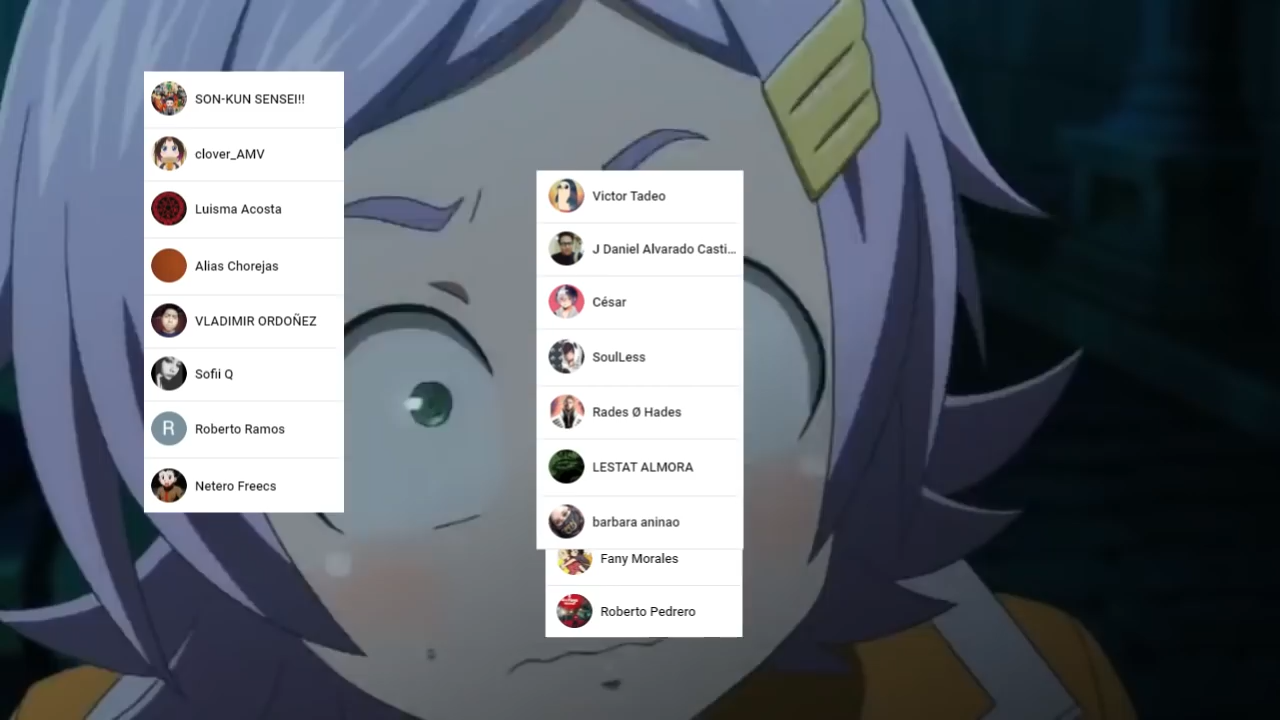 SON-KUN SENSEI!!
clover_AMV
Luisma Acosta
Alias Chorejas
VLADIMIR ORDOÑEZ
Sofii Q
R
Roberto Ramos
Netero Freecs
Victor Tadeo
J Daniel Alvarado Casti...
César
SoulLess
Rades Ø Hades
LESTAT ALMORA
barbara aninao
Fany Morales
Roberto Pedrero